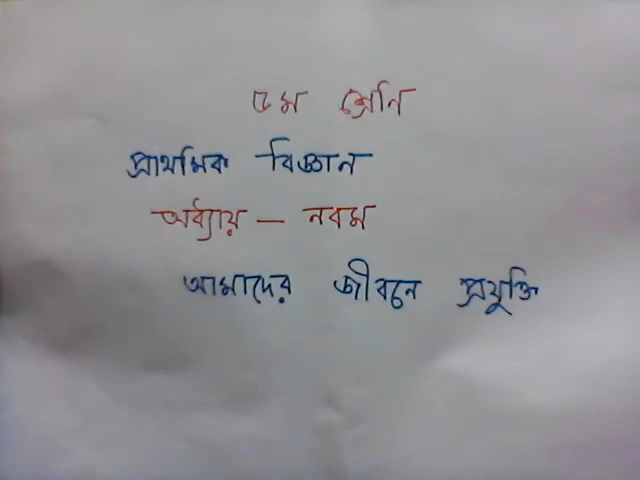 ৫ম শ্রেনি
প্রাথমিক বিজ্ঞান
অধ্যায় - নবম
আমাদের জীবনে প্রযুক্তি